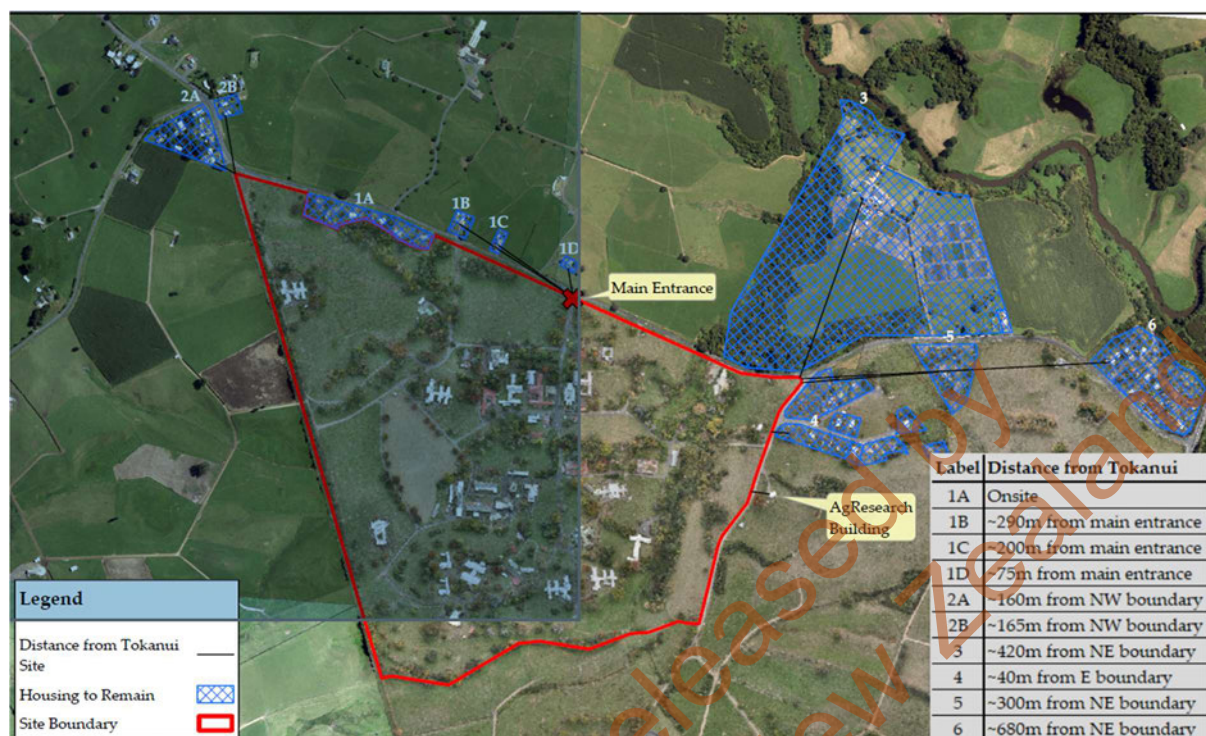 2A
2B
3
1A
1B
1C
1D
Main Entrance
5
6
4
AgResearch
Building
Legend
Distance from Tokanui
Site
Housing to Remain
Site Boundary
Label Distance from Tokanui
1A Onsite
1B ~290m from main entrance
1C ~200m from main entrance
1D ~75m from main entrance
2A ~160m from NW boundary
2B ~165m from NW boundary
3 ~420m from NE boundary
4 ~40m from E boundary
5 ~300m from NE boundary
6 ~680m from NE boundary
eleased by
ew Zealand